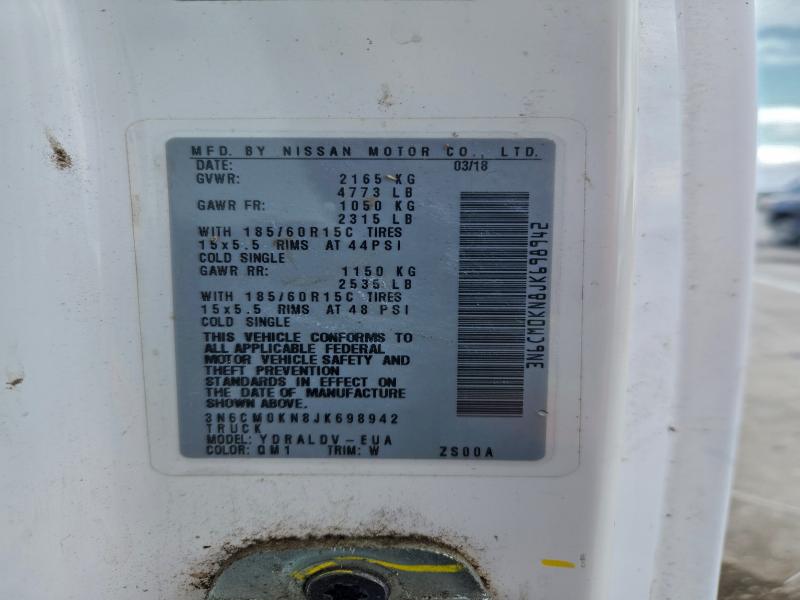 MFD. BY NISSAN MOTOR CO., LTD.
DATE: 03/18
GVWR: 2165 KG
4773 LB
GAWR FR: 1050 KG
2315 LB
WITH 185/60R15C TIRES
15x5.5 RIMS AT 44PSI
COLD SINGLE
GAWR RR: 1150 KG
2535 LB
WITH 185/60R15C TIRES
15x5.5 RIMS AT 48 PSI
COLD SINGLE
THIS VEHICLE CONFORMS TO
ALL APPLICABLE FEDERAL
MOTOR VEHICLE SAFETY AND
THEFT PREVENTION
STANDARDS IN EFFECT ON
THE DATE OF MANUFACTURE
SHOWN ABOVE.
3N6CM0KN8JK698942
TRUCK
MODEL: YDRALDV-EUA
COLOR: QM1 TRIM: W ZS00A
3N6CM0KN8JK698942